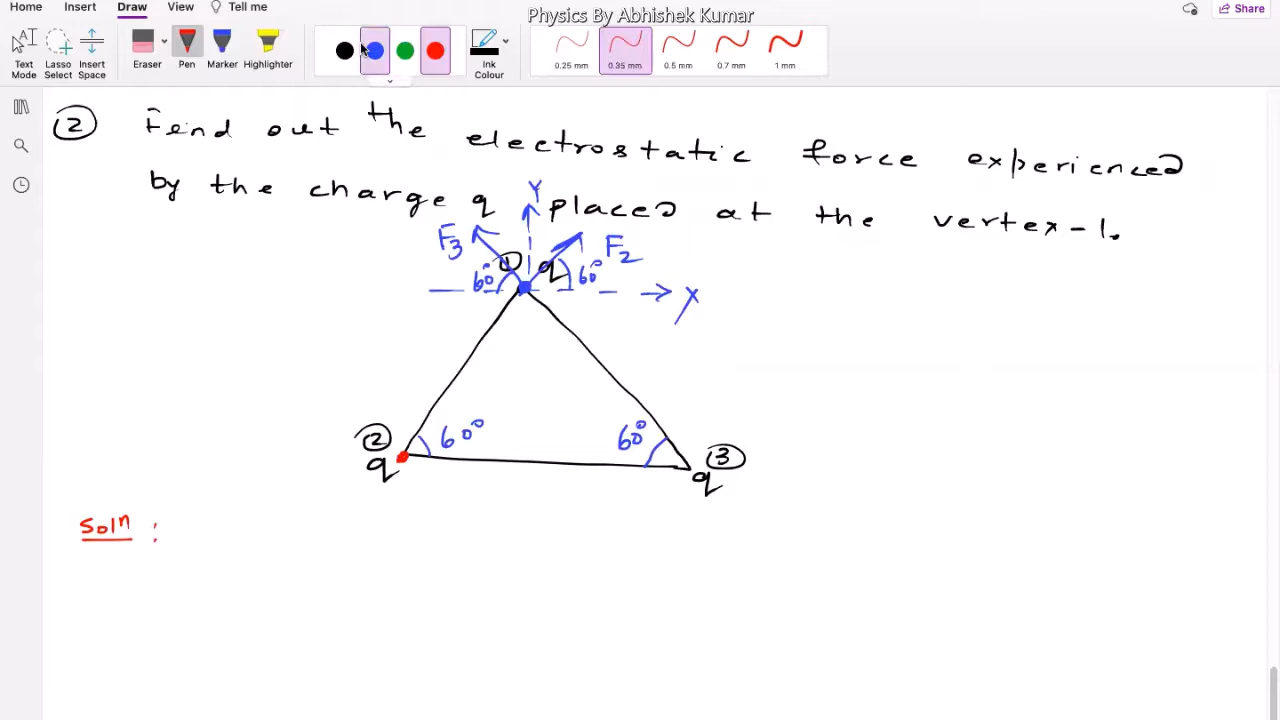 Home Insert Draw View Tell me
Physics By Abhishek Kumar
Share
Text Mode
Lasso Select
Insert Space
Eraser
Pen
Marker
Highlighter
Ink Colour
0.25 mm
0.35 mm
0.5 mm
0.7 mm
1 mm
② Find out the electrostatic force experienced
by the charge q placed at the vertex-1.
Y
F3
F2
① q
60°
60°
X
60°
60°
②
q
③
q
Soln :